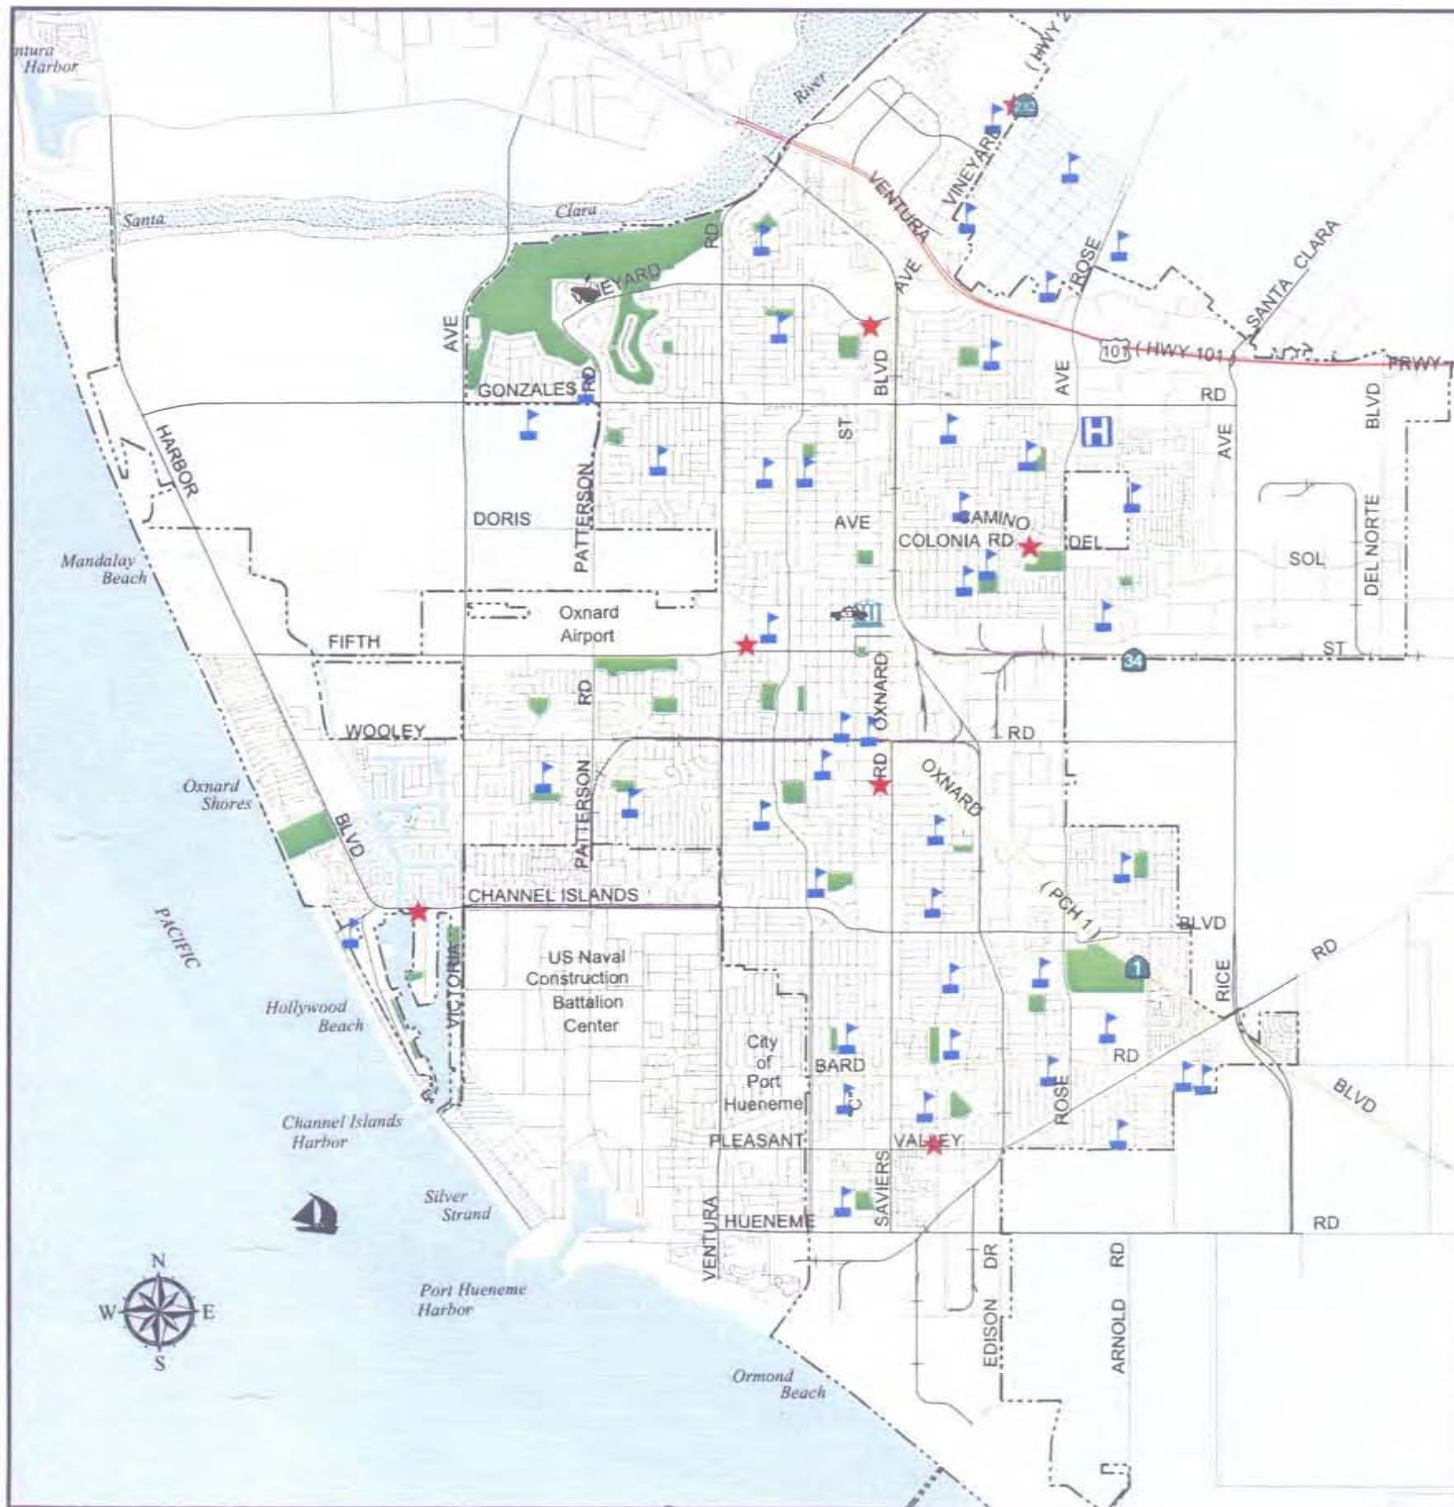 ntura
Harbor
( HWY 2
232
River
VINEYARD
VENTURA
Santa
Clara
RD
AVE
ROSE
SANTA CLARA
EYARD
AVE
BLVD
101
( HWY 101
FRWY
GONZALES
RD
AVE
RD
BLVD
HARBOR
ST
H
AVE
PATTERSON
DORIS
AVE
CAMINO
COLONIA RD
DEL
SOL
DEL NORTE
Mandalay
Beach
Oxnard
Airport
FIFTH
ST
34
RD
OXNARD
WOOLEY
RD
RD
OXNARD
Oxnard
Shores
BLVD
PATTERSON
CHANNEL ISLANDS
( PCH 1 )
BLVD
PACIFIC
VICTORIA
US Naval
Construction
Battalion
Center
1
RICE
RD
Hollywood
Beach
City
of
Port
Hueneme
BARD
RD
C
ROSE
BLVD
Channel Islands
Harbor
PLEASANT
VALLEY
Silver
Strand
VENTURA
HUENEME
SAVIERS
RD
N
W
E
S
Port Hueneme
Harbor
EDISON DR
ARNOLD RD
Ormond
Beach